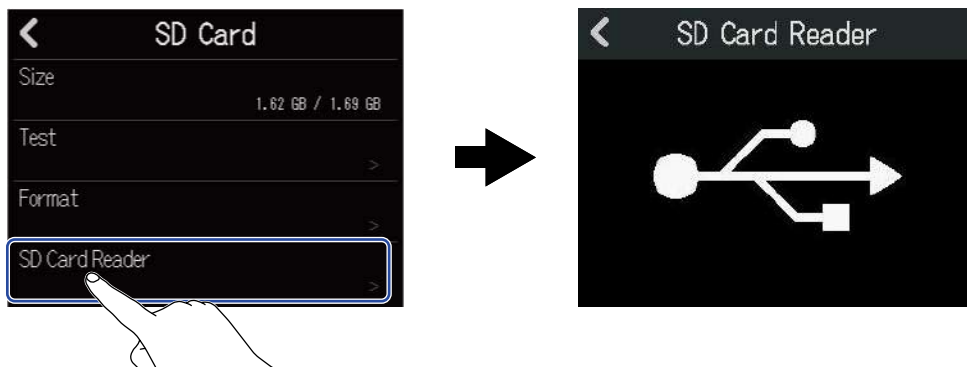 SD Card
Size
1.62 GB / 1.69 GB
Test
>
Format
>
SD Card Reader
>
SD Card Reader